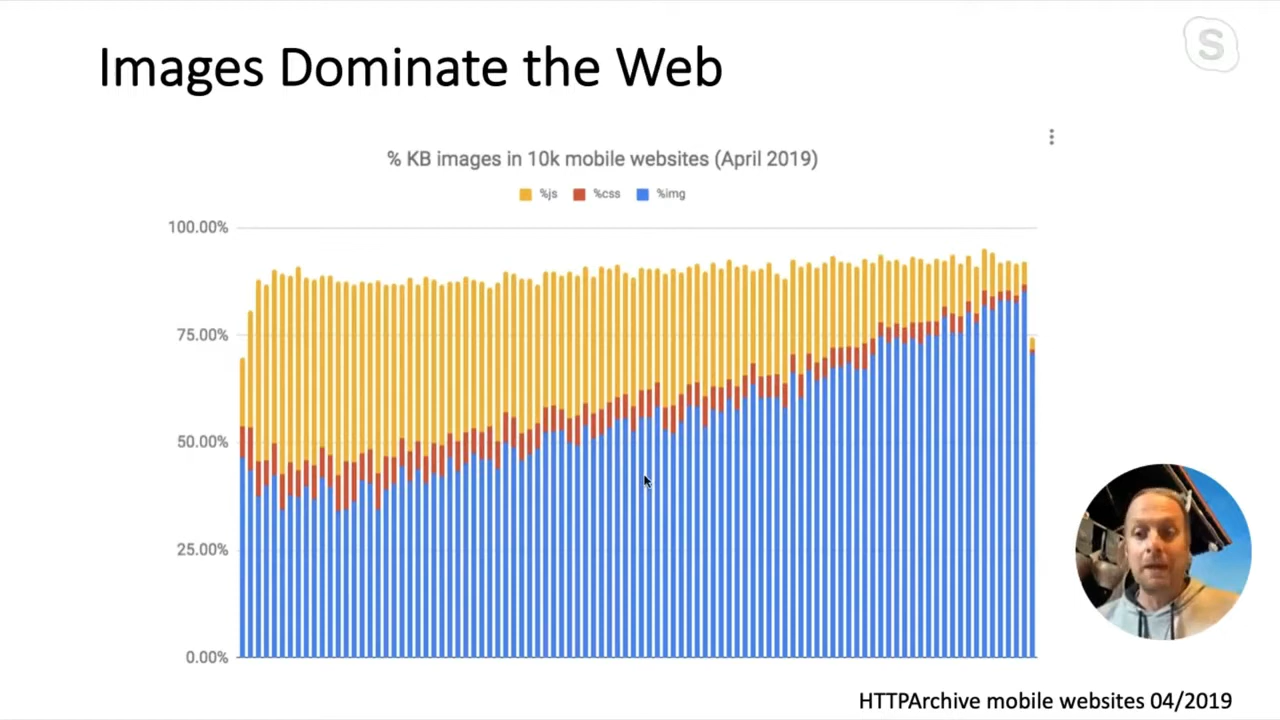 S
Images Dominate the Web
% KB images in 10k mobile websites (April 2019)
%js %css %img
100.00%
75.00%
50.00%
25.00%
0.00%
HTTPArchive mobile websites 04/2019